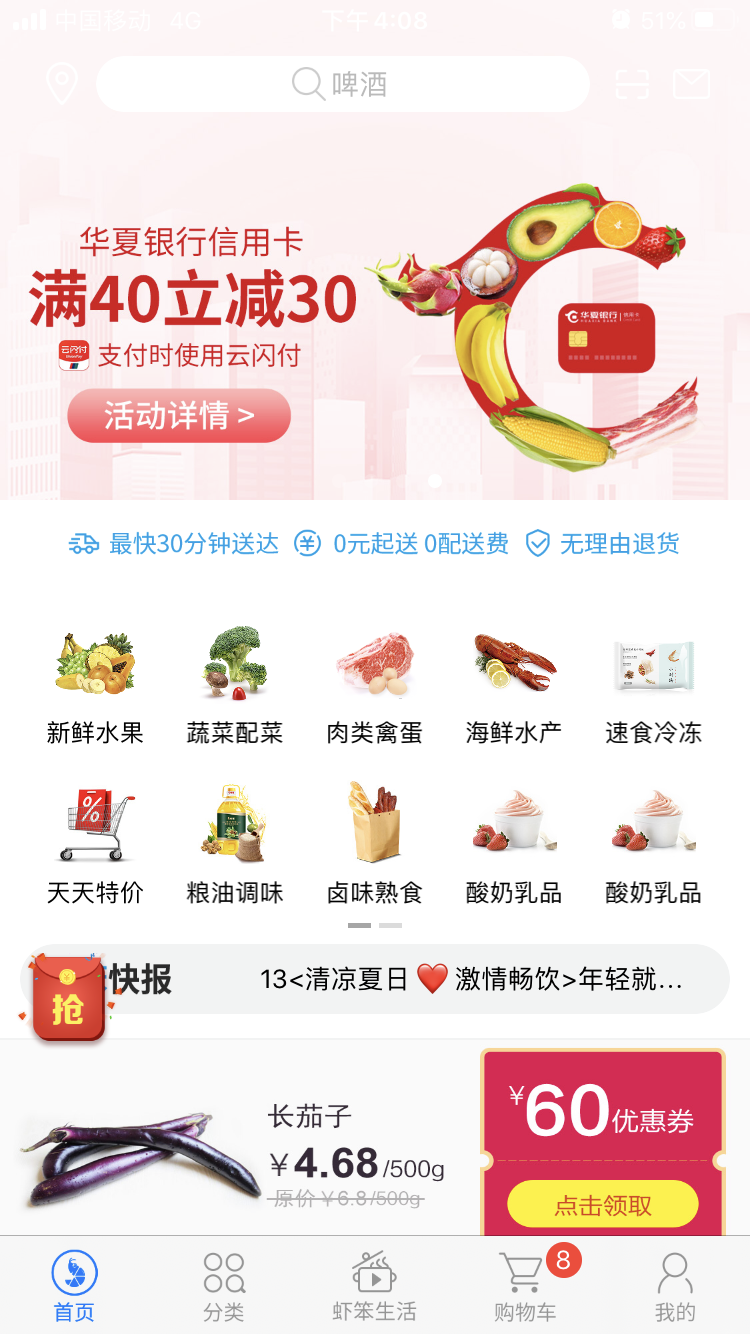 中国移动 4G 下午4:08 51%
啤酒
华夏银行信用卡
满40立减30
云闪付 支付时使用云闪付
活动详情 >
华夏银行 信用卡
最快30分钟送达 0元起送 0配送费 无理由退货
新鲜水果 蔬菜配菜 肉类禽蛋 海鲜水产 速食冷冻
%
天天特价 粮油调味 卤味熟食 酸奶乳品 酸奶乳品
快报 13<清凉夏日❤️激情畅饮>年轻就...
抢
长茄子
¥4.68/500g
原价¥6.8/500g
¥60优惠券
点击领取
8
首页 分类 虾笨生活 购物车 我的